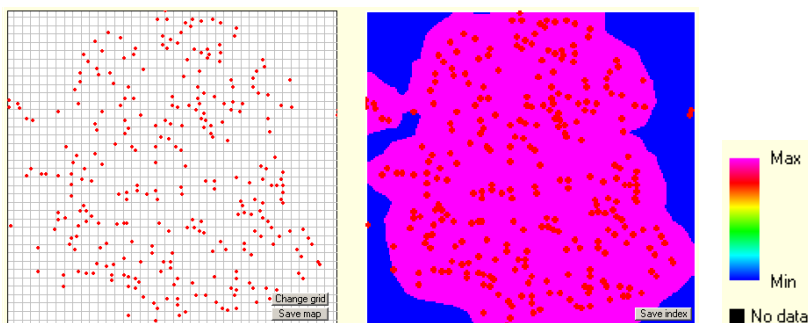 Change grid
Save map
Save index
Max
Min
No data